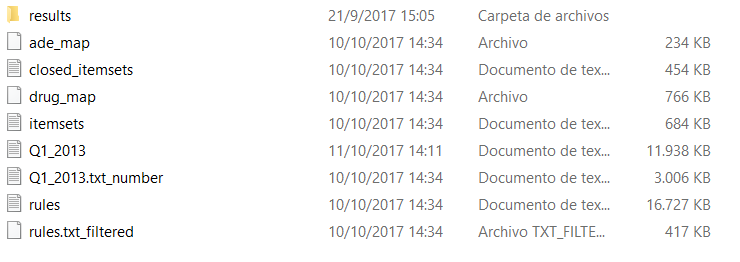 results 21/9/2017 15:05 Carpeta de archivos
ade_map 10/10/2017 14:34 Archivo 234 KB
closed_itemsets 10/10/2017 14:34 Documento de tex... 454 KB
drug_map 10/10/2017 14:34 Archivo 766 KB
itemsets 10/10/2017 14:34 Documento de tex... 684 KB
Q1_2013 11/10/2017 14:11 Documento de tex... 11.938 KB
Q1_2013.txt_number 10/10/2017 14:34 Documento de tex... 3.006 KB
rules 10/10/2017 14:34 Documento de tex... 16.727 KB
rules.txt_filtered 10/10/2017 14:34 Archivo TXT_FILTE... 417 KB